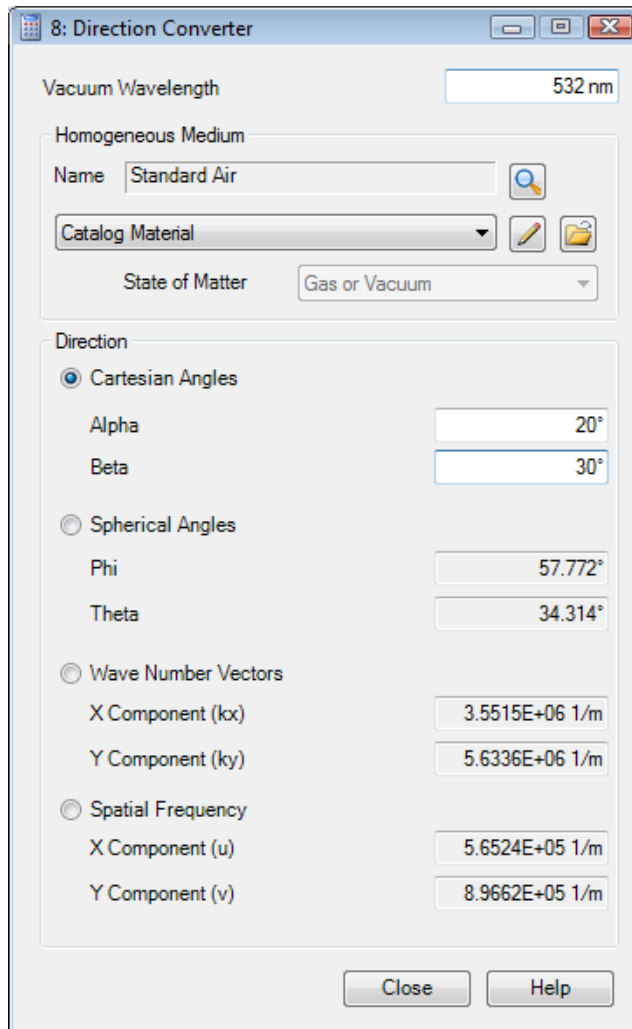 8: Direction Converter
Vacuum Wavelength 532 nm
Homogeneous Medium
Name Standard Air
Catalog Material
State of Matter Gas or Vacuum
Direction
Cartesian Angles
Alpha 20°
Beta 30°
Spherical Angles
Phi 57.772°
Theta 34.314°
Wave Number Vectors
X Component (kx) 3.5515E+06 1/m
Y Component (ky) 5.6336E+06 1/m
Spatial Frequency
X Component (u) 5.6524E+05 1/m
Y Component (v) 8.9662E+05 1/m
Close Help